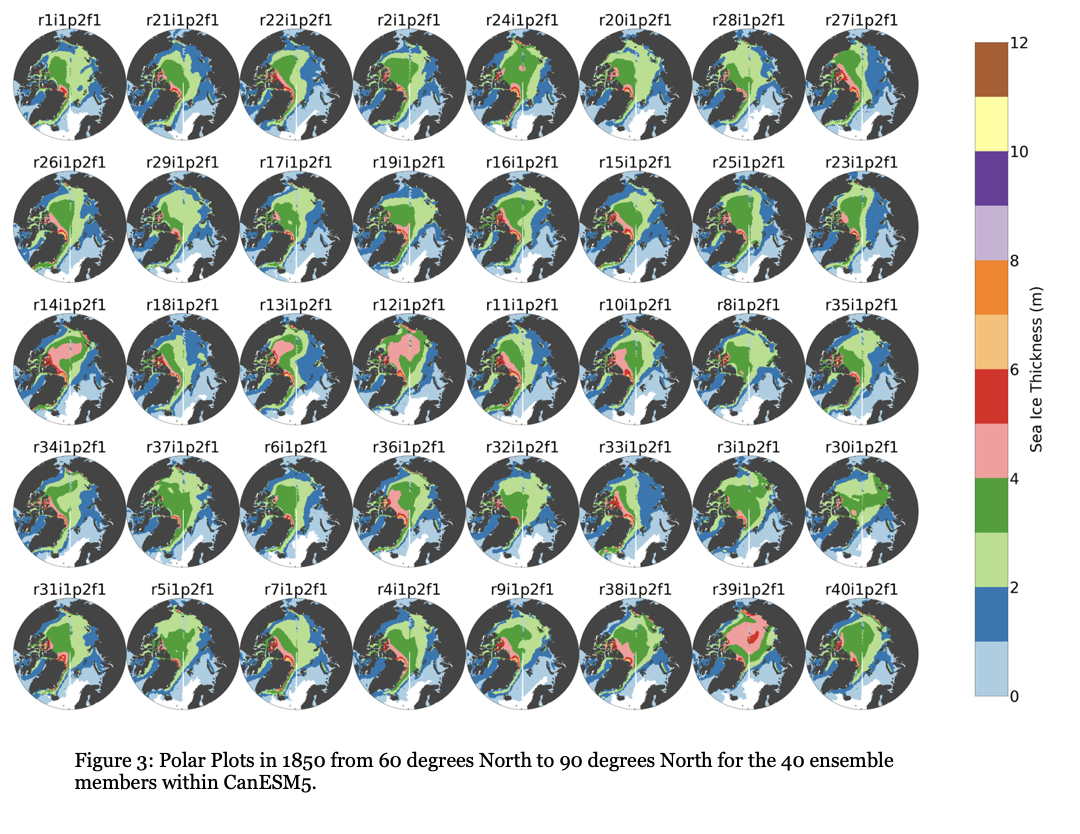 r1i1p2f1 r21i1p2f1 r22i1p2f1 r2i1p2f1 r24i1p2f1 r20i1p2f1 r28i1p2f1 r27i1p2f1
r26i1p2f1 r29i1p2f1 r17i1p2f1 r19i1p2f1 r16i1p2f1 r15i1p2f1 r25i1p2f1 r23i1p2f1
r14i1p2f1 r18i1p2f1 r13i1p2f1 r12i1p2f1 r11i1p2f1 r10i1p2f1 r8i1p2f1 r35i1p2f1
r34i1p2f1 r37i1p2f1 r6i1p2f1 r36i1p2f1 r32i1p2f1 r33i1p2f1 r3i1p2f1 r30i1p2f1
r31i1p2f1 r5i1p2f1 r7i1p2f1 r4i1p2f1 r9i1p2f1 r38i1p2f1 r39i1p2f1 r40i1p2f1
12
10
8
6
4
2
0
Sea Ice Thickness (m)
Figure 3: Polar Plots in 1850 from 60 degrees North to 90 degrees North for the 40 ensemble
members within CanESM5.